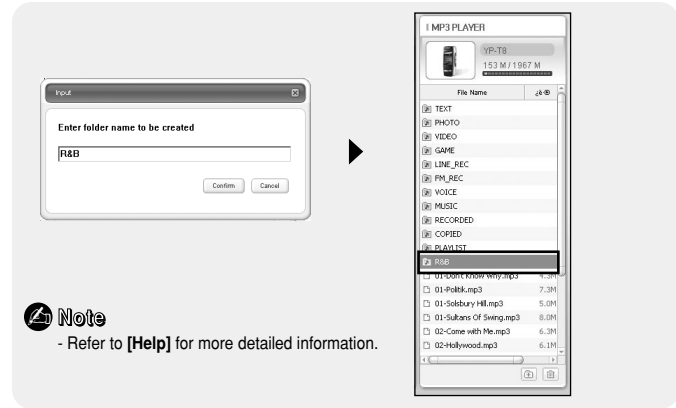 Input
Enter folder name to be created
R&B
Confirm Cancel
MP3 PLAYER
YP-T8
153 M / 1967 M
File Name ¿ë·®
TEXT
PHOTO
VIDEO
GAME
LINE_REC
FM_REC
VOICE
MUSIC
RECORDED
COPIED
PLAYLIST
R&B
01-Don't Know Why.mp3 4.3M
01-Politik.mp3 7.3M
01-Solsbury Hill.mp3 5.0M
01-Sultans Of Swing.mp3 8.0M
02-Come with Me.mp3 6.3M
02-Hollywood.mp3 6.1M
Note
- Refer to [Help] for more detailed information.